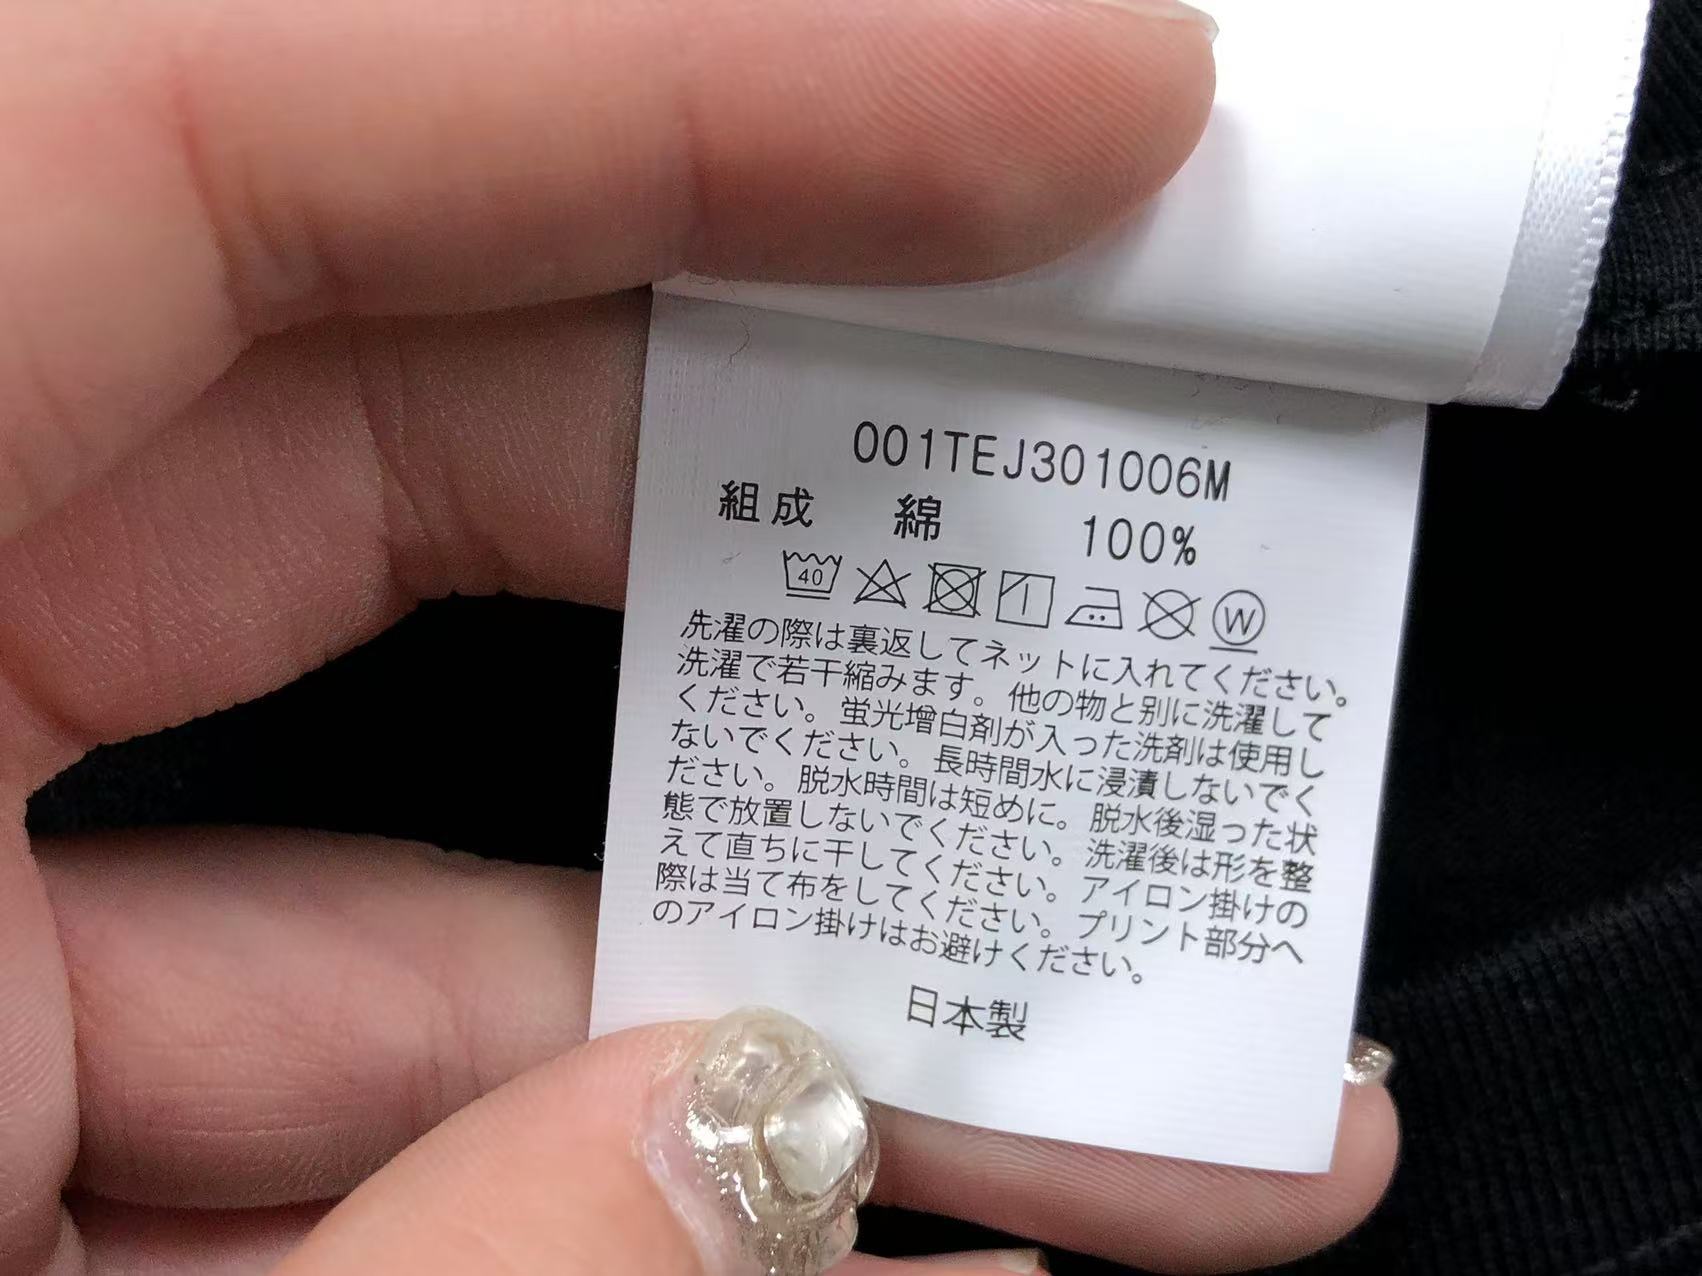 001TEJ301006M
組成 綿 100%
40
W
洗濯の際は裏返してネットに入れてください。
洗濯で若干縮みます。他の物と別に洗濯して
ください。蛍光増白剤が入った洗剤は使用し
ないでください。長時間水に浸漬しないでく
ださい。脱水時間は短めに。脱水後湿った状
態で放置しないでください。洗濯後は形を整
えて直ちに干してください。アイロン掛けの
際は当て布をしてください。プリント部分へ
のアイロン掛けはお避けください。
日本製